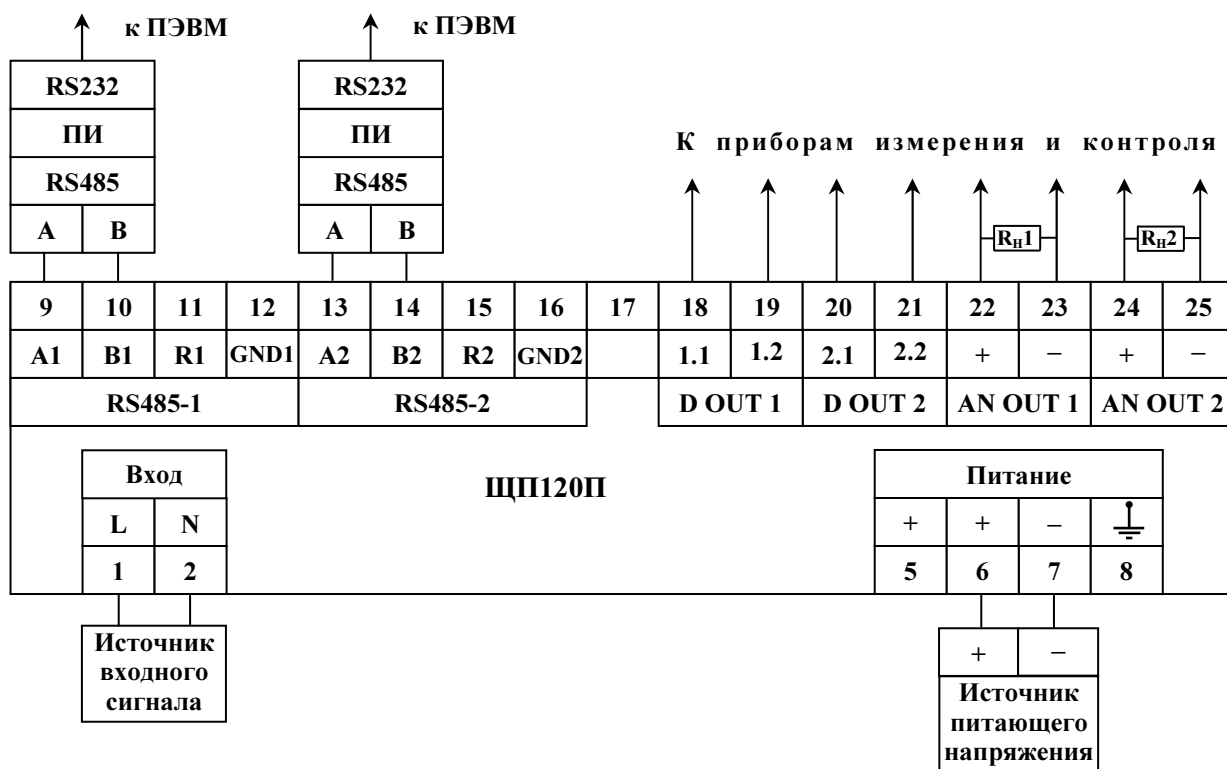 к ПЭВМ к ПЭВМ
RS232 RS232
ПИ ПИ
К приборам измерения и контроля
RS485 RS485
A B A B
Rн1 Rн2
9 10 11 12 13 14 15 16 17 18 19 20 21 22 23 24 25
A1 B1 R1 GND1 A2 B2 R2 GND2 1.1 1.2 2.1 2.2 + − + −
RS485-1 RS485-2 D OUT 1 D OUT 2 AN OUT 1 AN OUT 2
Вход ЩП120П Питание
L N + + −
1 2 5 6 7 8
Источник
входного
сигнала
+ −
Источник
питающего
напряжения